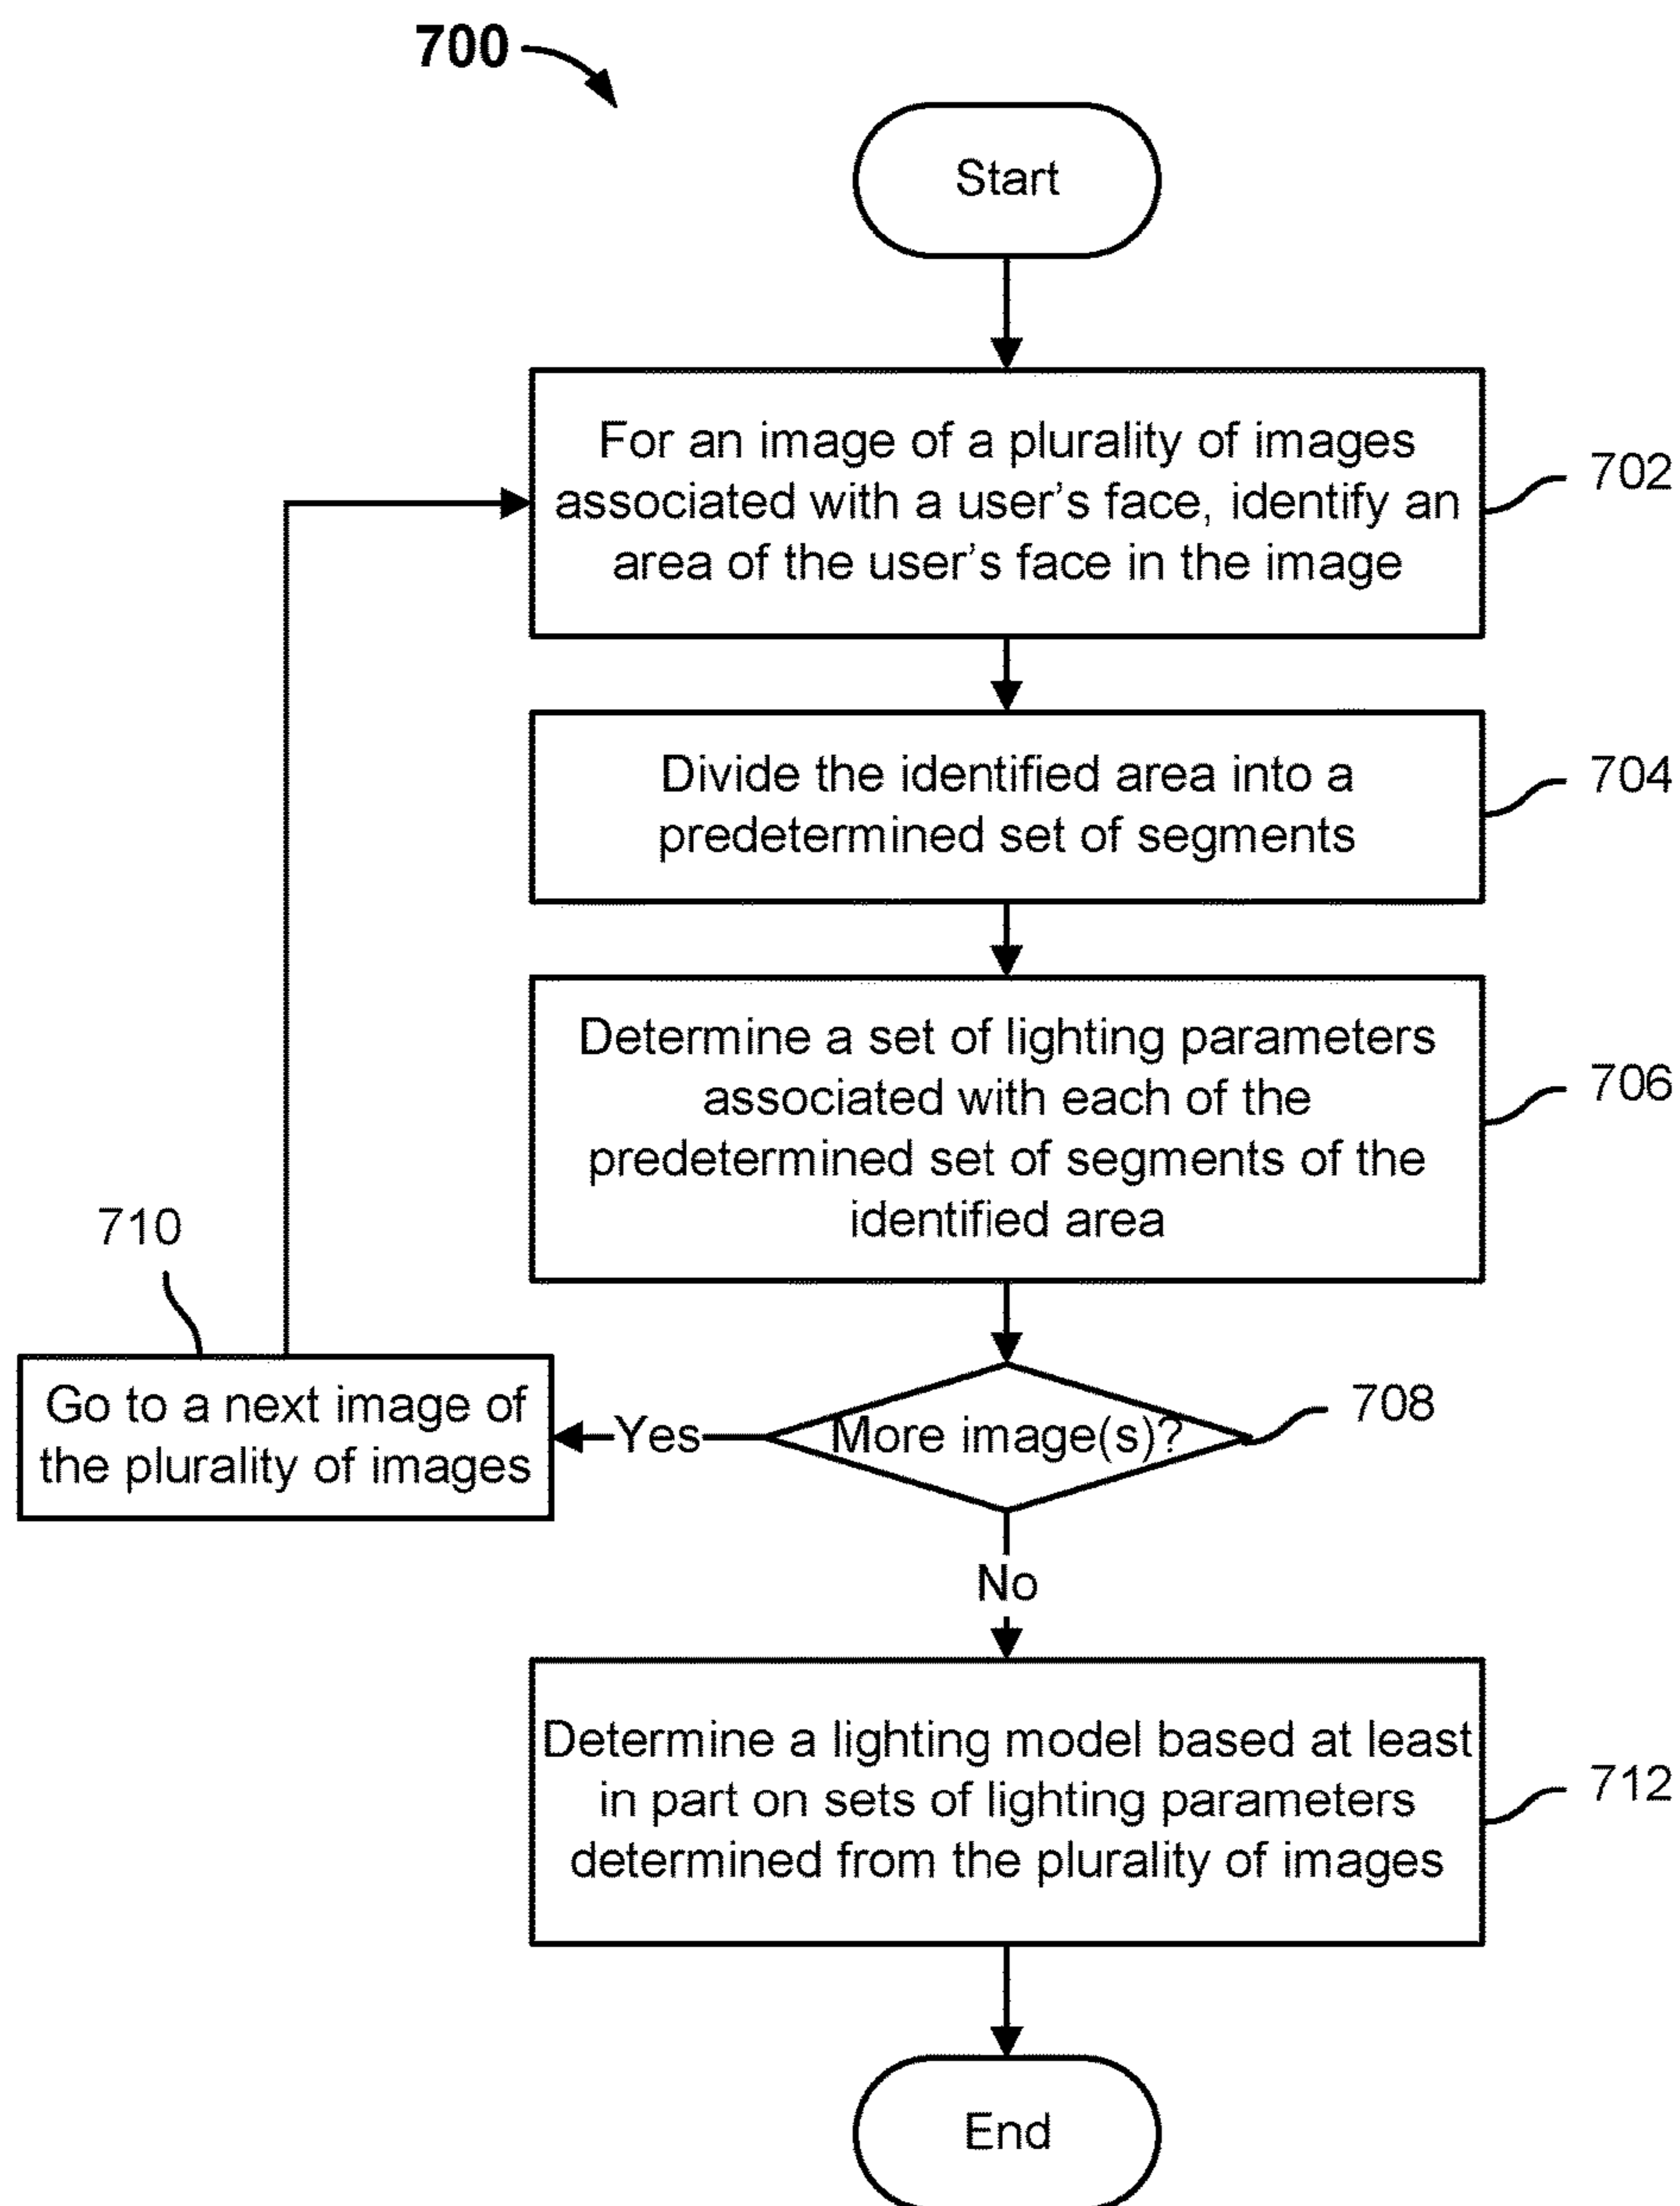 700
Start
For an image of a plurality of images
associated with a user's face, identify an
area of the user's face in the image
702
Divide the identified area into a
predetermined set of segments
704
Determine a set of lighting parameters
associated with each of the
predetermined set of segments of the
identified area
706
710
Go to a next image of
the plurality of images
Yes
More image(s)?
708
No
Determine a lighting model based at least
in part on sets of lighting parameters
determined from the plurality of images
712
End